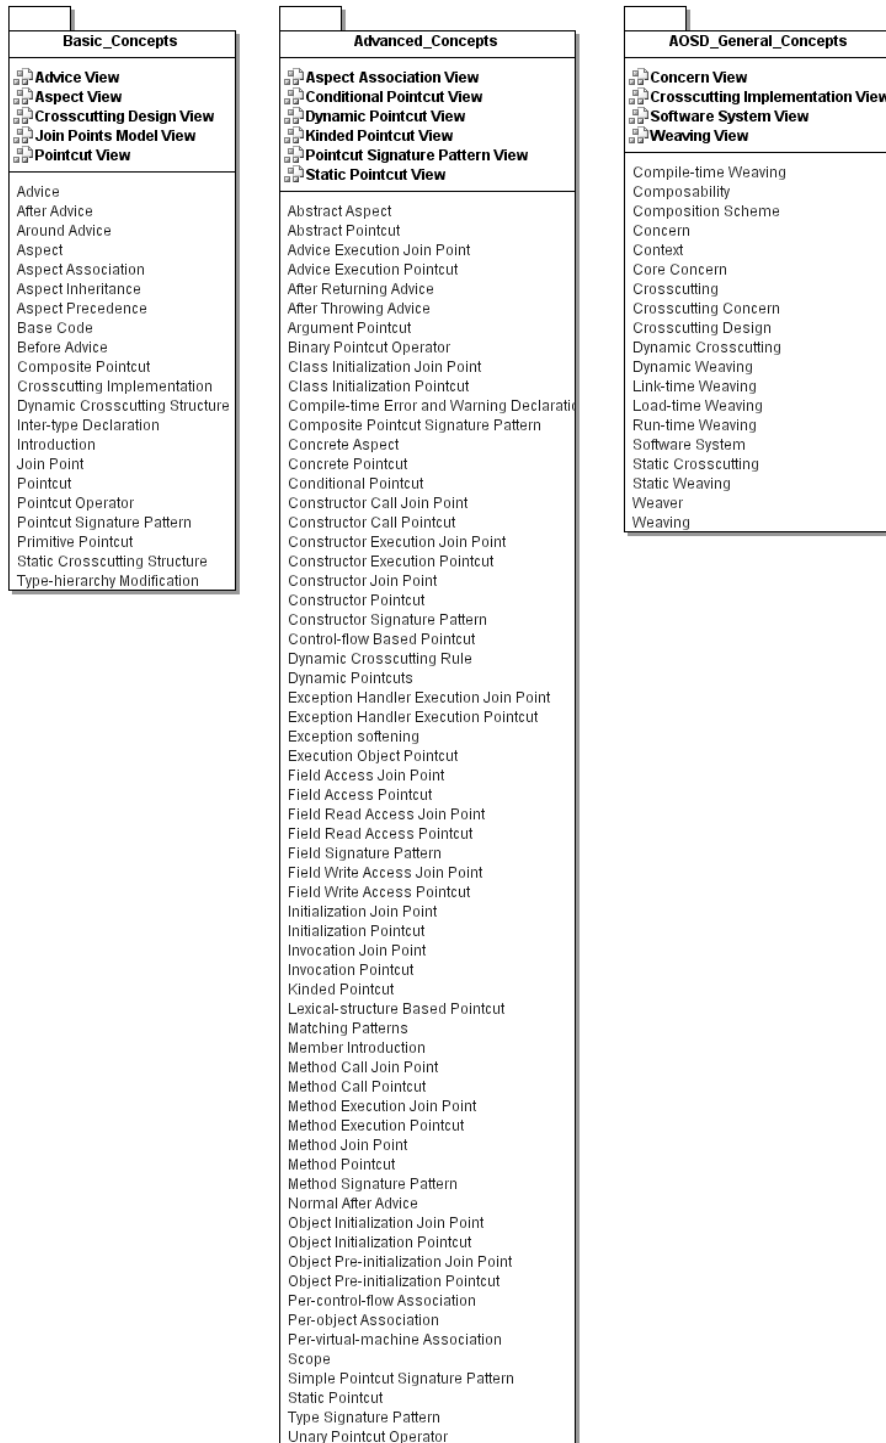 Basic_Concepts
Advice View
Aspect View
Crosscutting Design View
Join Points Model View
Pointcut View
Advice
After Advice
Around Advice
Aspect
Aspect Association
Aspect Inheritance
Aspect Precedence
Base Code
Before Advice
Composite Pointcut
Crosscutting Implementation
Dynamic Crosscutting Structure
Inter-type Declaration
Introduction
Join Point
Pointcut
Pointcut Operator
Pointcut Signature Pattern
Primitive Pointcut
Static Crosscutting Structure
Type-hierarchy Modification
Advanced_Concepts
Aspect Association View
Conditional Pointcut View
Dynamic Pointcut View
Kinded Pointcut View
Pointcut Signature Pattern View
Static Pointcut View
Abstract Aspect
Abstract Pointcut
Advice Execution Join Point
Advice Execution Pointcut
After Returning Advice
After Throwing Advice
Argument Pointcut
Binary Pointcut Operator
Class Initialization Join Point
Class Initialization Pointcut
Compile-time Error and Warning Declaratio
Composite Pointcut Signature Pattern
Concrete Aspect
Concrete Pointcut
Conditional Pointcut
Constructor Call Join Point
Constructor Call Pointcut
Constructor Execution Join Point
Constructor Execution Pointcut
Constructor Join Point
Constructor Pointcut
Constructor Signature Pattern
Control-flow Based Pointcut
Dynamic Crosscutting Rule
Dynamic Pointcuts
Exception Handler Execution Join Point
Exception Handler Execution Pointcut
Exception softening
Execution Object Pointcut
Field Access Join Point
Field Access Pointcut
Field Read Access Join Point
Field Read Access Pointcut
Field Signature Pattern
Field Write Access Join Point
Field Write Access Pointcut
Initialization Join Point
Initialization Pointcut
Invocation Join Point
Invocation Pointcut
Kinded Pointcut
Lexical-structure Based Pointcut
Matching Patterns
Member Introduction
Method Call Join Point
Method Call Pointcut
Method Execution Join Point
Method Execution Pointcut
Method Join Point
Method Pointcut
Method Signature Pattern
Normal After Advice
Object Initialization Join Point
Object Initialization Pointcut
Object Pre-initialization Join Point
Object Pre-initialization Pointcut
Per-control-flow Association
Per-object Association
Per-virtual-machine Association
Scope
Simple Pointcut Signature Pattern
Static Pointcut
Type Signature Pattern
Unary Pointcut Operator
AOSD_General_Concepts
Concern View
Crosscutting Implementation View
Software System View
Weaving View
Compile-time Weaving
Composability
Composition Scheme
Concern
Context
Core Concern
Crosscutting
Crosscutting Concern
Crosscutting Design
Dynamic Crosscutting
Dynamic Weaving
Link-time Weaving
Load-time Weaving
Run-time Weaving
Software System
Static Crosscutting
Static Weaving
Weaver
Weaving